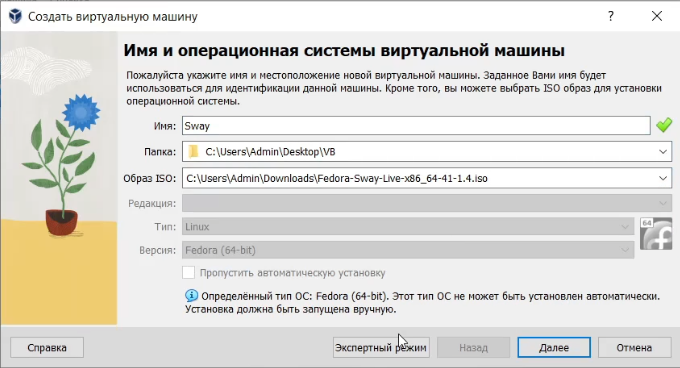 Создать виртуальную машину
Имя и операционная системы виртуальной машины
Пожалуйста укажите имя и местоположение новой виртуальной машины. Заданное Вами имя будет
использоваться для идентификации данной машины. Кроме того, вы можете выбрать ISO образ для установки
операционной системы.
Имя: Sway
Папка: C:\Users\Admin\Desktop\VB
Образ ISO: C:\Users\Admin\Downloads\Fedora-Sway-Live-x86_64-41-1.4.iso
Редакция:
Тип: Linux
64
Версия: Fedora (64-bit)
Пропустить автоматическую установку
Определённый тип ОС: Fedora (64-bit). Этот тип ОС не может быть установлен автоматически.
Установка должна быть запущена вручную.
Справка Экспертный режим Назад Далее Отмена